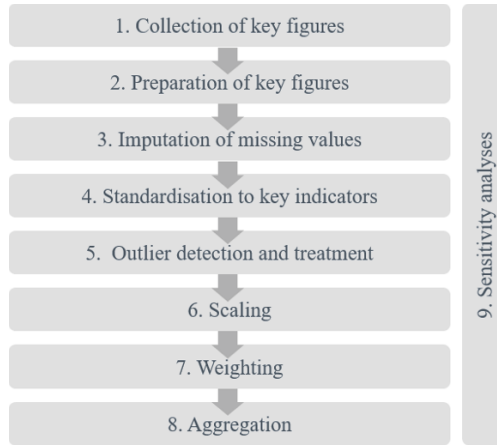 1. Collection of key figures
2. Preparation of key figures
3. Imputation of missing values
4. Standardisation to key indicators
5. Outlier detection and treatment
6. Scaling
7. Weighting
8. Aggregation
9. Sensitivity analyses